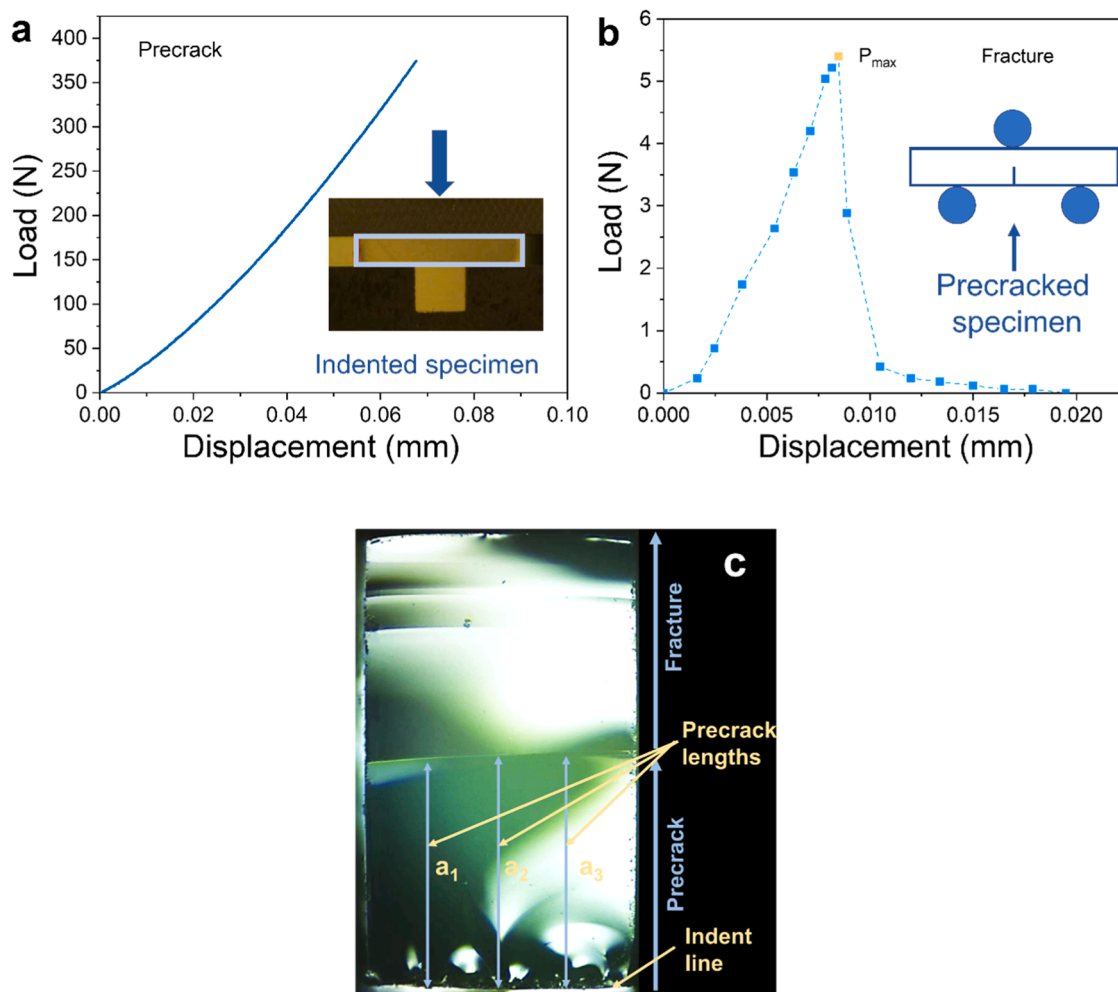 a
Precrack
Load (N)
400
350
300
250
200
150
100
50
0
0.00
0.02
0.04
0.06
0.08
0.10
Displacement (mm)
Indented specimen
b
Pmax
Fracture
Load (N)
6
5
4
3
2
1
0
0.000
0.005
0.010
0.015
0.020
Displacement (mm)
Precracked
specimen
c
Fracture
Precrack
lengths
a1
a2
a3
Precrack
Indent
line